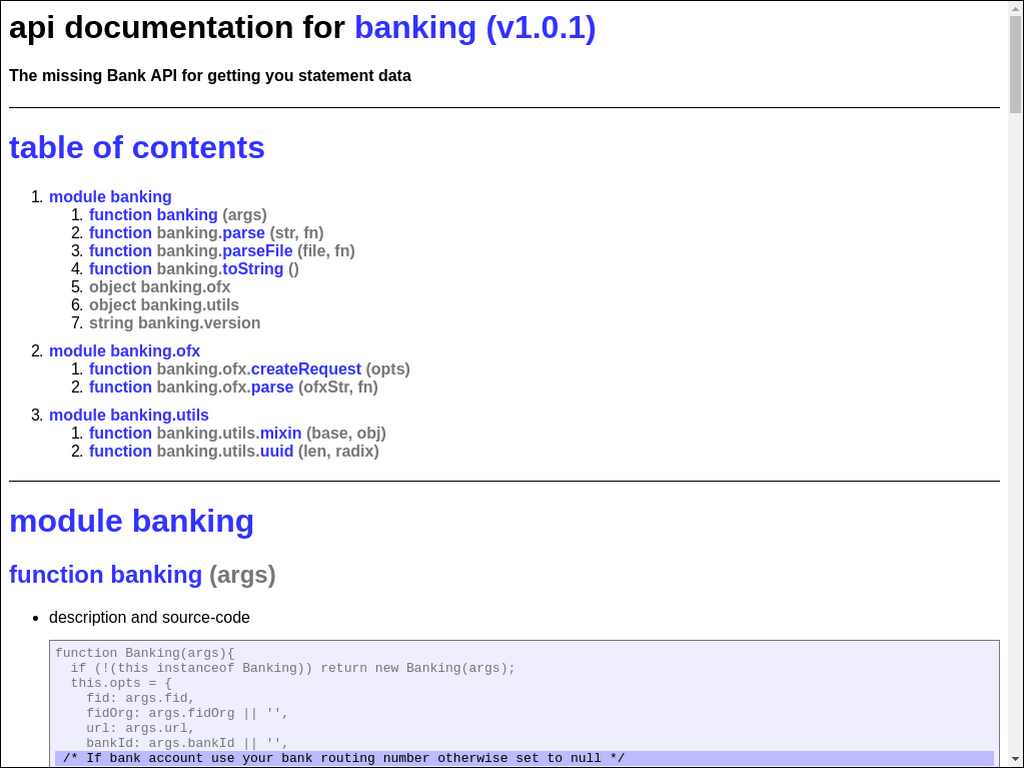 api documentation for banking (v1.0.1)
The missing Bank API for getting you statement data
table of contents
1. module banking
1. function banking (args)
2. function banking.parse (str, fn)
3. function banking.parseFile (file, fn)
4. function banking.toString ()
5. object banking.ofx
6. object banking.utils
7. string banking.version
2. module banking.ofx
1. function banking.ofx.createRequest (opts)
2. function banking.ofx.parse (ofxStr, fn)
3. module banking.utils
1. function banking.utils.mixin (base, obj)
2. function banking.utils.uuid (len, radix)
module banking
function banking (args)
• description and source-code
function Banking(args){
  if (!(this instanceof Banking)) return new Banking(args);
  this.opts = {
    fid: args.fid,
    fidOrg: args.fidOrg || '',
    url: args.url,
    bankId: args.bankId || '',
 /* If bank account use your bank routing number otherwise set to null */